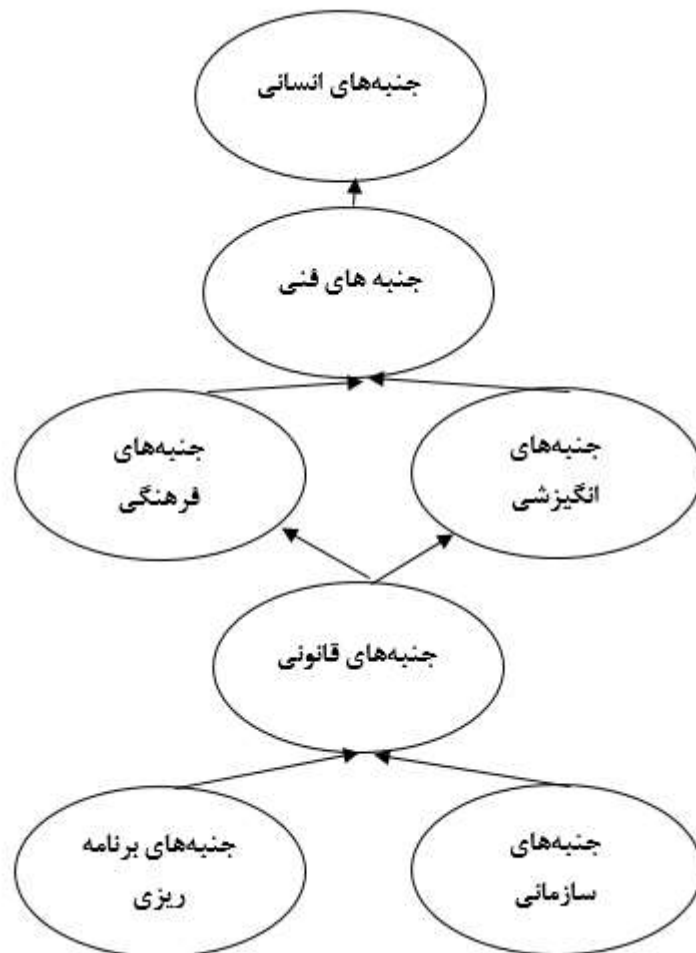 جنبه‌های انسانی
جنبه های فنی
جنبه‌های
انگیزشی
جنبه‌های
فرهنگی
جنبه‌های قانونی
جنبه‌های
سازمانی
جنبه‌های برنامه
ریزی